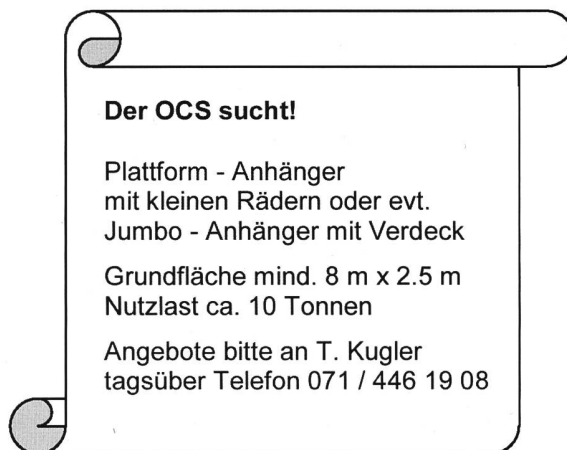 Der OCS sucht!
Plattform - Anhänger
mit kleinen Rädern oder evt.
Jumbo - Anhänger mit Verdeck
Grundfläche mind. 8 m x 2.5 m
Nutzlast ca. 10 Tonnen
Angebote bitte an T. Kugler
tagsüber Telefon 071 / 446 19 08